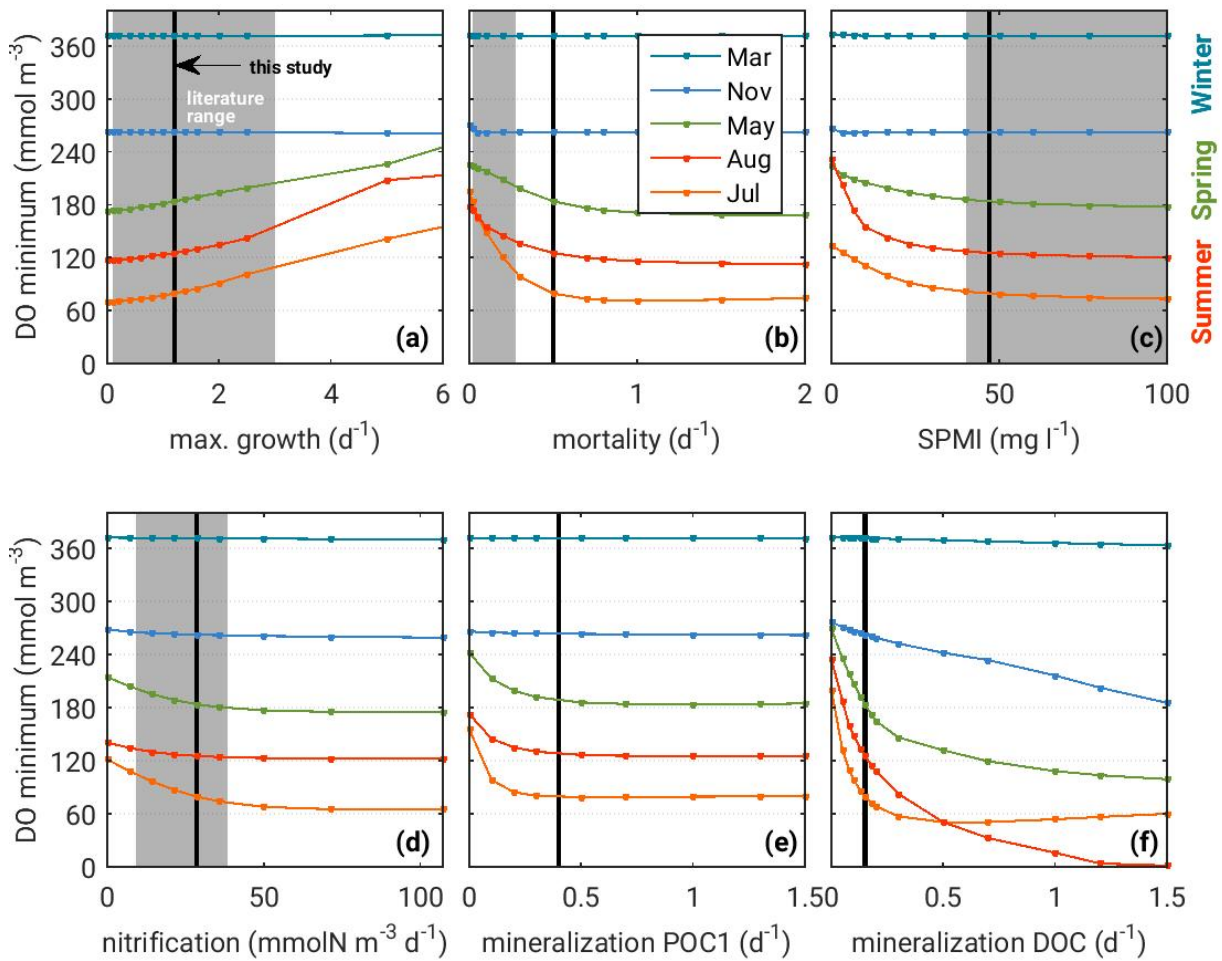 DO minimum (mmol m⁻³)
360
300
240
180
120
60
0
this study
literature
range
(a)
0 2 4 6
max. growth (d⁻¹)
Mar
Nov
May
Aug
Jul
(b)
0 1 2
mortality (d⁻¹)
(c)
0 50 100
SPMI (mg l⁻¹)
Winter
Spring
Summer
DO minimum (mmol m⁻³)
360
300
240
180
120
60
0
(d)
0 50 100
nitrification (mmolN m⁻³ d⁻¹)
(e)
0 0.5 1 1.5
mineralization POC1 (d⁻¹)
(f)
0 0.5 1 1.5
mineralization DOC (d⁻¹)